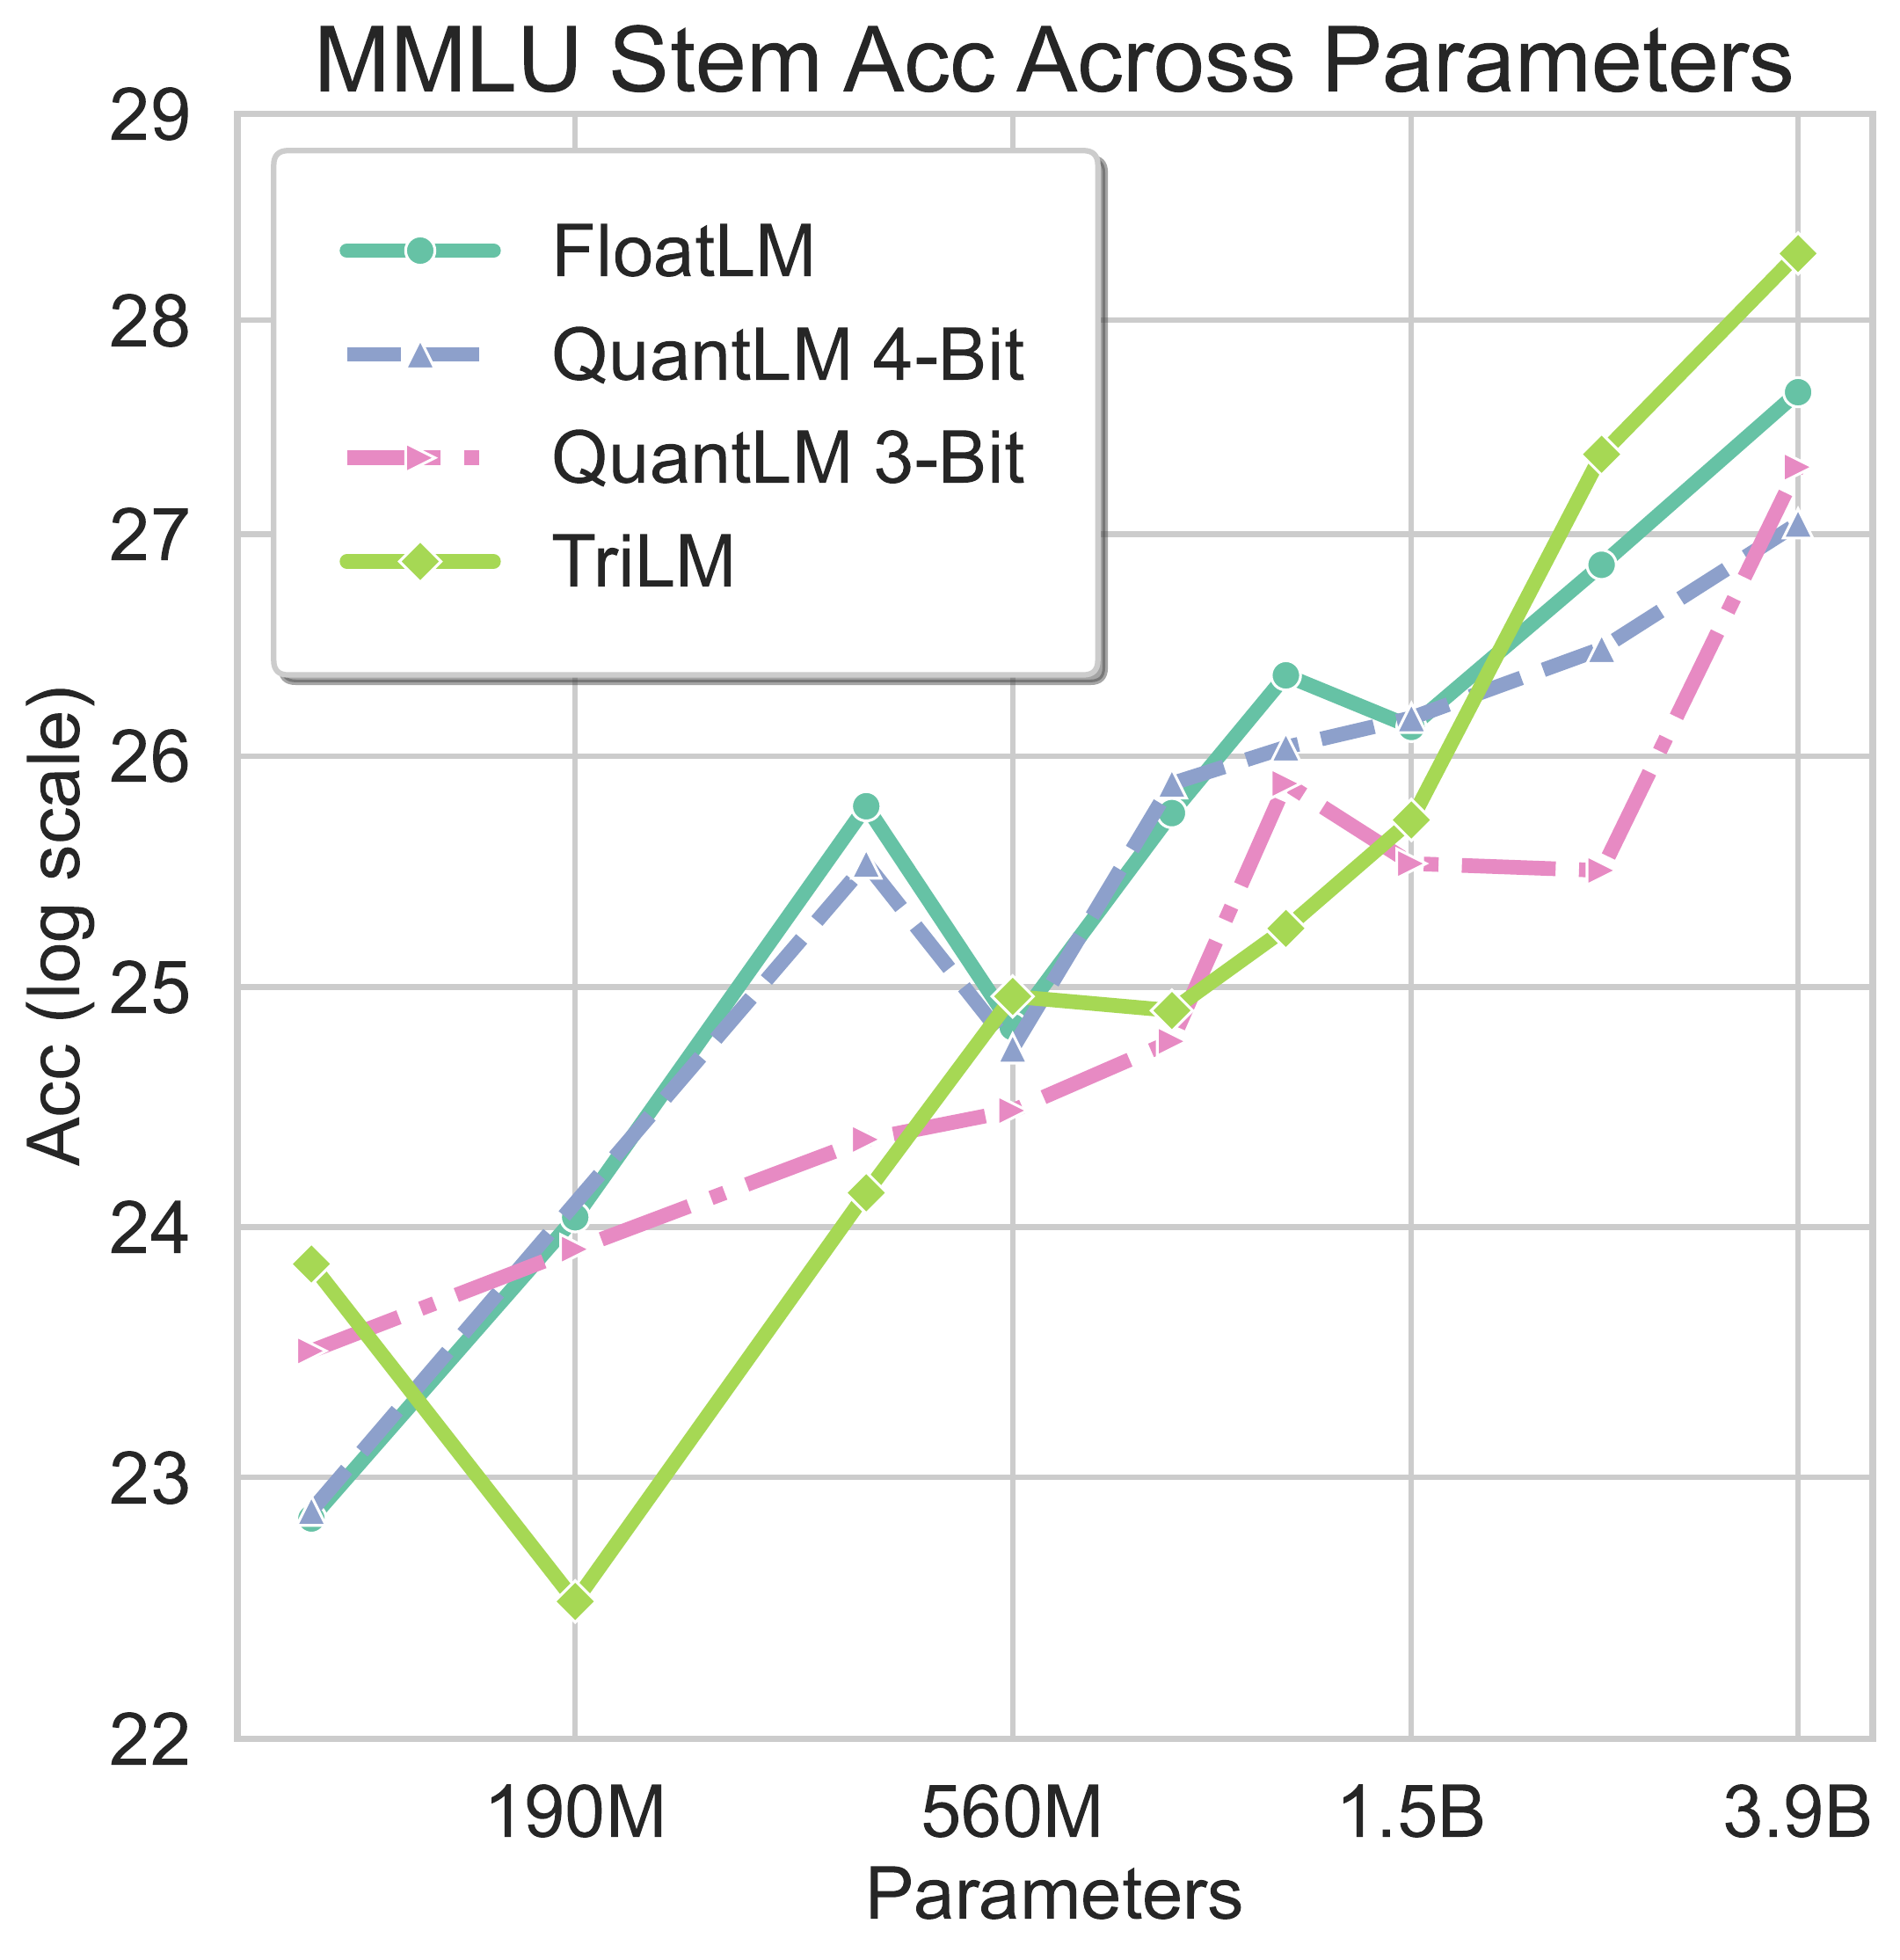 MMLU Stem Acc Across Parameters
29
28
27
26
25
24
23
22
Acc (log scale)
FloatLM
QuantLM 4-Bit
QuantLM 3-Bit
TriLM
190M 560M 1.5B 3.9B
Parameters